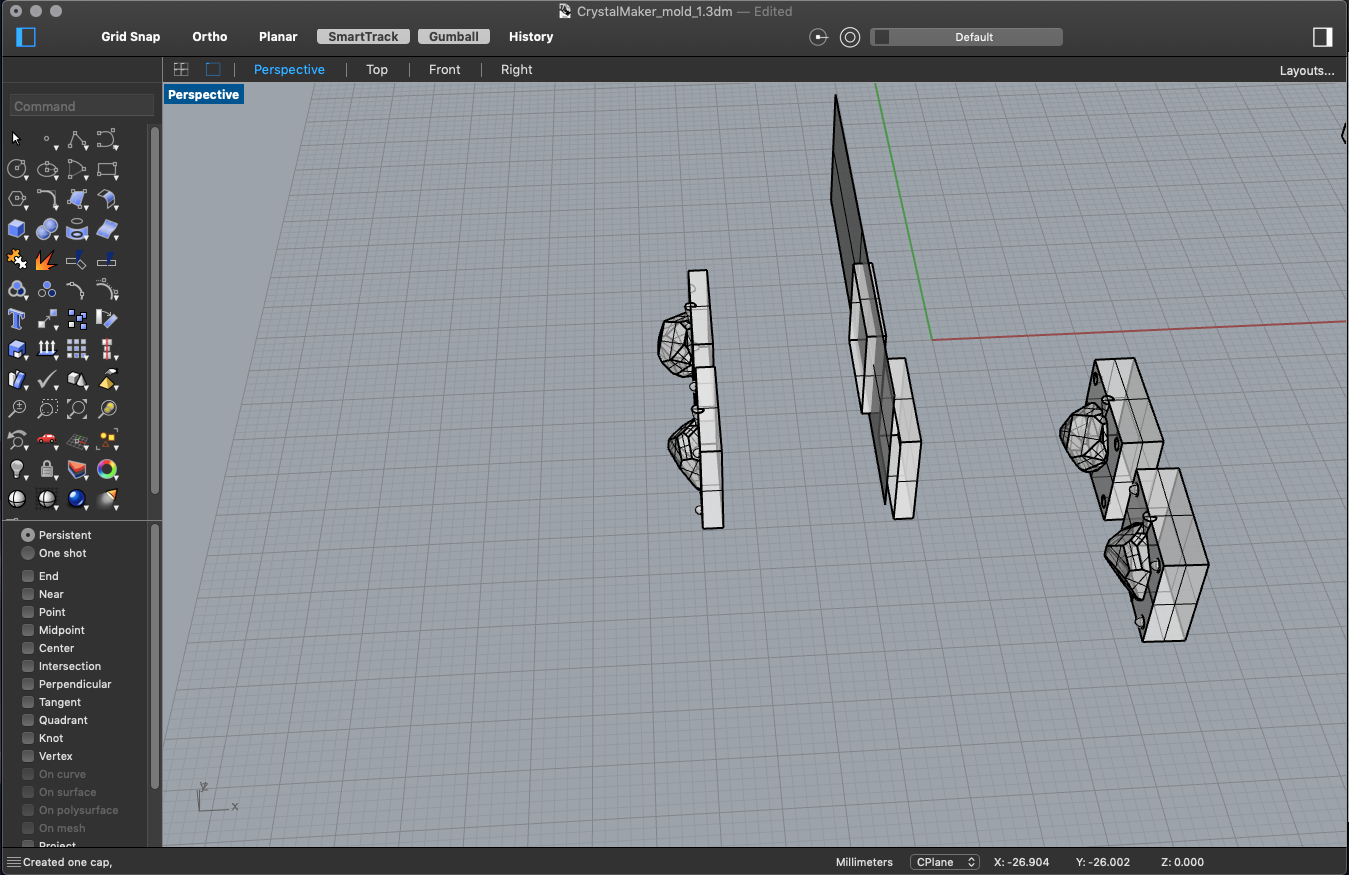 CrystalMaker_mold_1.3dm — Edited
Grid Snap Ortho Planar SmartTrack Gumball History Default
Perspective Top Front Right Layouts...
Perspective
Command
Persistent
One shot
End
Near
Point
Midpoint
Center
Intersection
Perpendicular
Tangent
Quadrant
Knot
Vertex
On curve
On surface
On polysurface
On mesh
Project
y
x
Created one cap, Millimeters CPlane X: -26.904 Y: -26.002 Z: 0.000